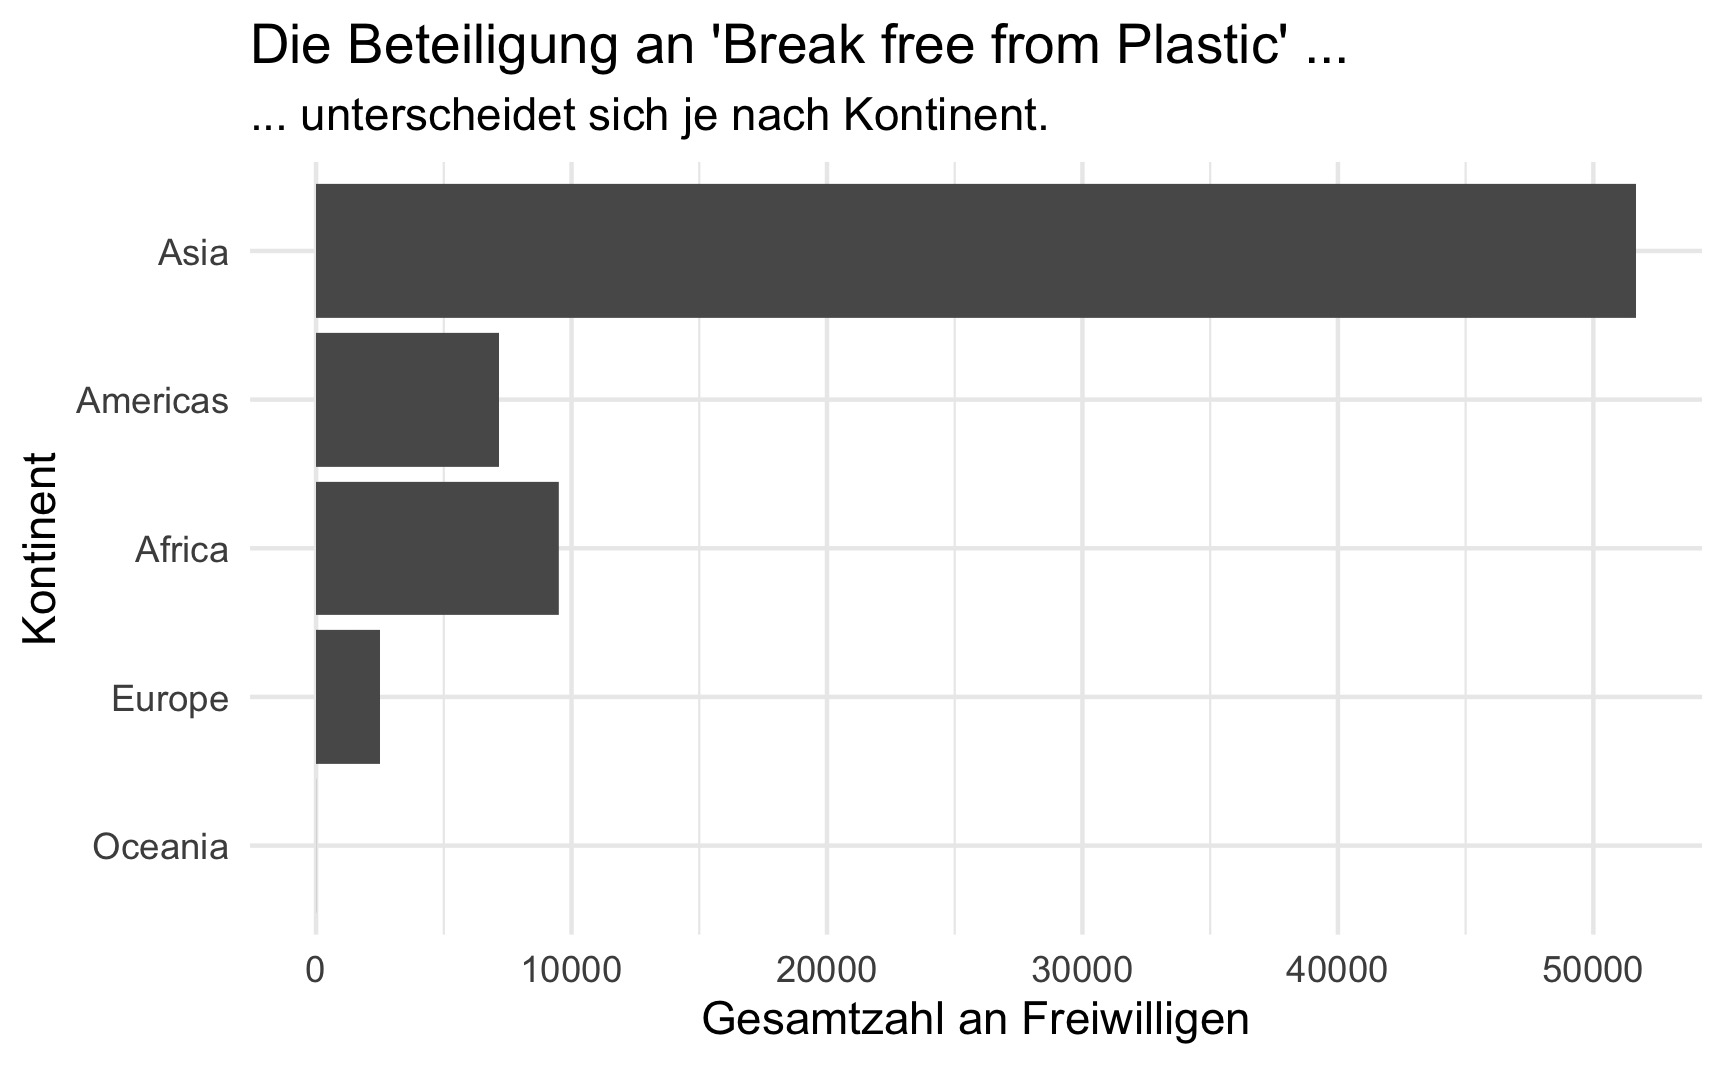 Die Beteiligung an 'Break free from Plastic' ...
... unterscheidet sich je nach Kontinent.
Kontinent
Asia
Americas
Africa
Europe
Oceania
0 10000 20000 30000 40000 50000
Gesamtzahl an Freiwilligen